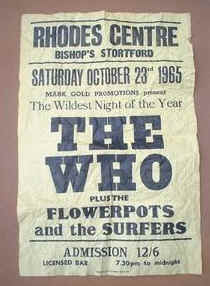 RHODES CENTRE
BISHOP'S STORTFORD
SATURDAY OCTOBER 23rd 1965
MARK GOLD PROMOTIONS present
The Wildest Night of the Year
THE
WHO
PLUS THE
FLOWERPOTS
and the SURFERS
ADMISSION 12/6
LICENSED BAR 7.30pm to midnight